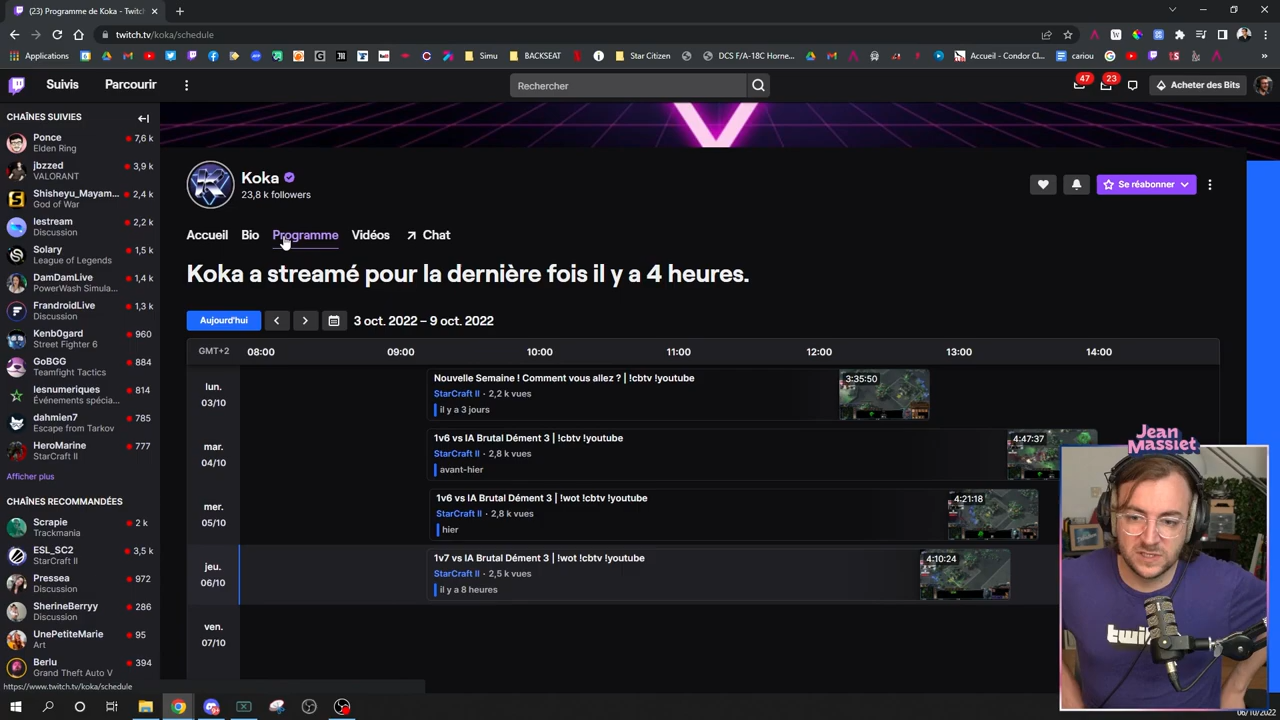 (23) Programme de Koka - Twitch
twitch.tv/koka/schedule
Applications
Simu
BACKSEAT
Star Citizen
DCS F/A-18C Horne...
Accueil - Condor Cl...
cariou
Suivis
Parcourir
Rechercher
47
23
Acheter des Bits
CHAÎNES SUIVIES
Ponce
Elden Ring
7,6 k
jbzzed
VALORANT
3,9 k
Shisheyu_Mayam...
God of War
2,4 k
lestream
Discussion
2,2 k
Solary
League of Legends
1,5 k
DamDamLive
PowerWash Simula...
1,4 k
FrandroidLive
Discussion
1,3 k
Kenb0gard
Street Fighter 6
960
GoBGG
Teamfight Tactics
884
lesnumeriques
Événements spécia...
814
dahmien7
Escape from Tarkov
785
HeroMarine
StarCraft II
777
Afficher plus
CHAÎNES RECOMMANDÉES
Scrapie
Trackmania
2 k
ESL_SC2
StarCraft II
3,5 k
Pressea
Discussion
972
SherineBerryy
Discussion
286
UnePetiteMarie
Art
95
Berlu
Grand Theft Auto V
394
https://www.twitch.tv/koka/schedule
Koka
23,8 k followers
Se réabonner
Accueil
Bio
Programme
Vidéos
Chat
Koka a streamé pour la dernière fois il y a 4 heures.
Aujourd'hui
3 oct. 2022 – 9 oct. 2022
GMT+2
08:00
09:00
10:00
11:00
12:00
13:00
14:00
lun.
03/10
Nouvelle Semaine ! Comment vous allez ? | !cbtv !youtube
StarCraft II • 2,2 k vues
il y a 3 jours
3:35:50
mar.
04/10
1v6 vs IA Brutal Dément 3 | !cbtv !youtube
StarCraft II • 2,8 k vues
avant-hier
4:47:37
mer.
05/10
1v6 vs IA Brutal Dément 3 | !wot !cbtv !youtube
StarCraft II • 2,8 k vues
hier
4:21:18
jeu.
06/10
1v7 vs IA Brutal Dément 3 | !wot !cbtv !youtube
StarCraft II • 2,5 k vues
il y a 8 heures
4:10:24
ven.
07/10
Jean
Massiet
06/10/2022